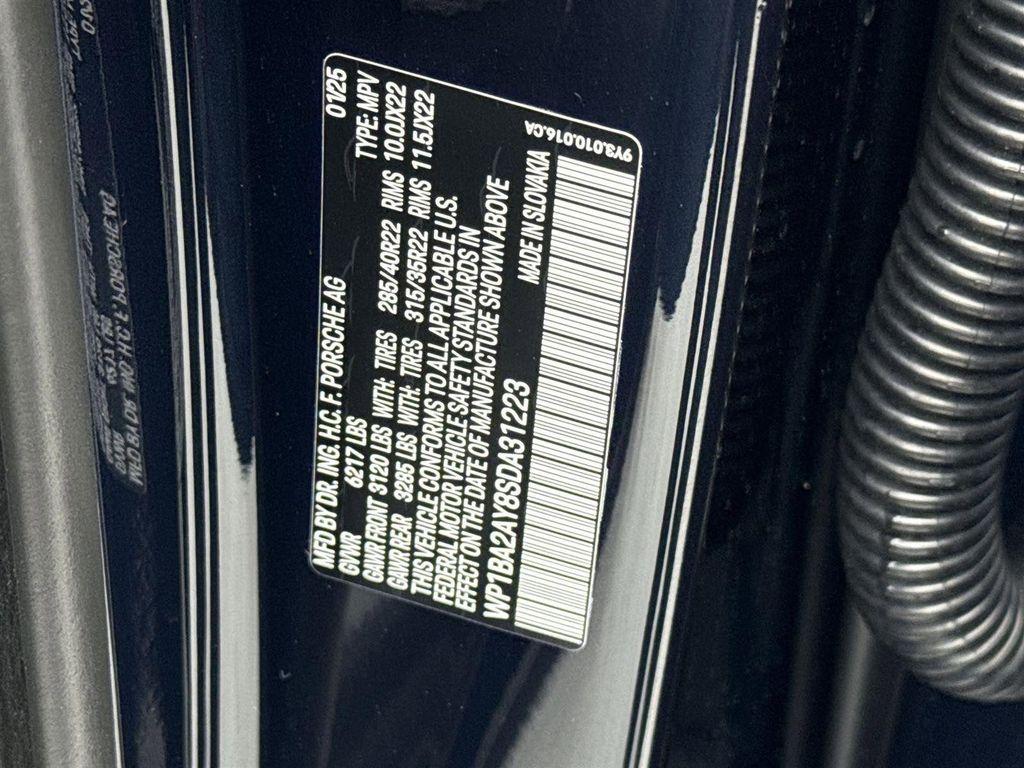 MFD BY DR. ING. H.C. F. PORSCHE AG 01/25
GVWR 6217 LBS TYPE: MPV
GAWR FRONT 3120 LBS WITH: TIRES 285/40R22 RIMS 10.0JX22
GAWR REAR 3285 LBS WITH: TIRES 315/35R22 RIMS 11.5JX22
THIS VEHICLE CONFORMS TO ALL APPLICABLE U.S.
FEDERAL MOTOR VEHICLE SAFETY STANDARDS IN
EFFECT ON THE DATE OF MANUFACTURE SHOWN ABOVE
WP1BA2AY8SDA31223 MADE IN SLOVAKIA
9Y3.010.016.CA